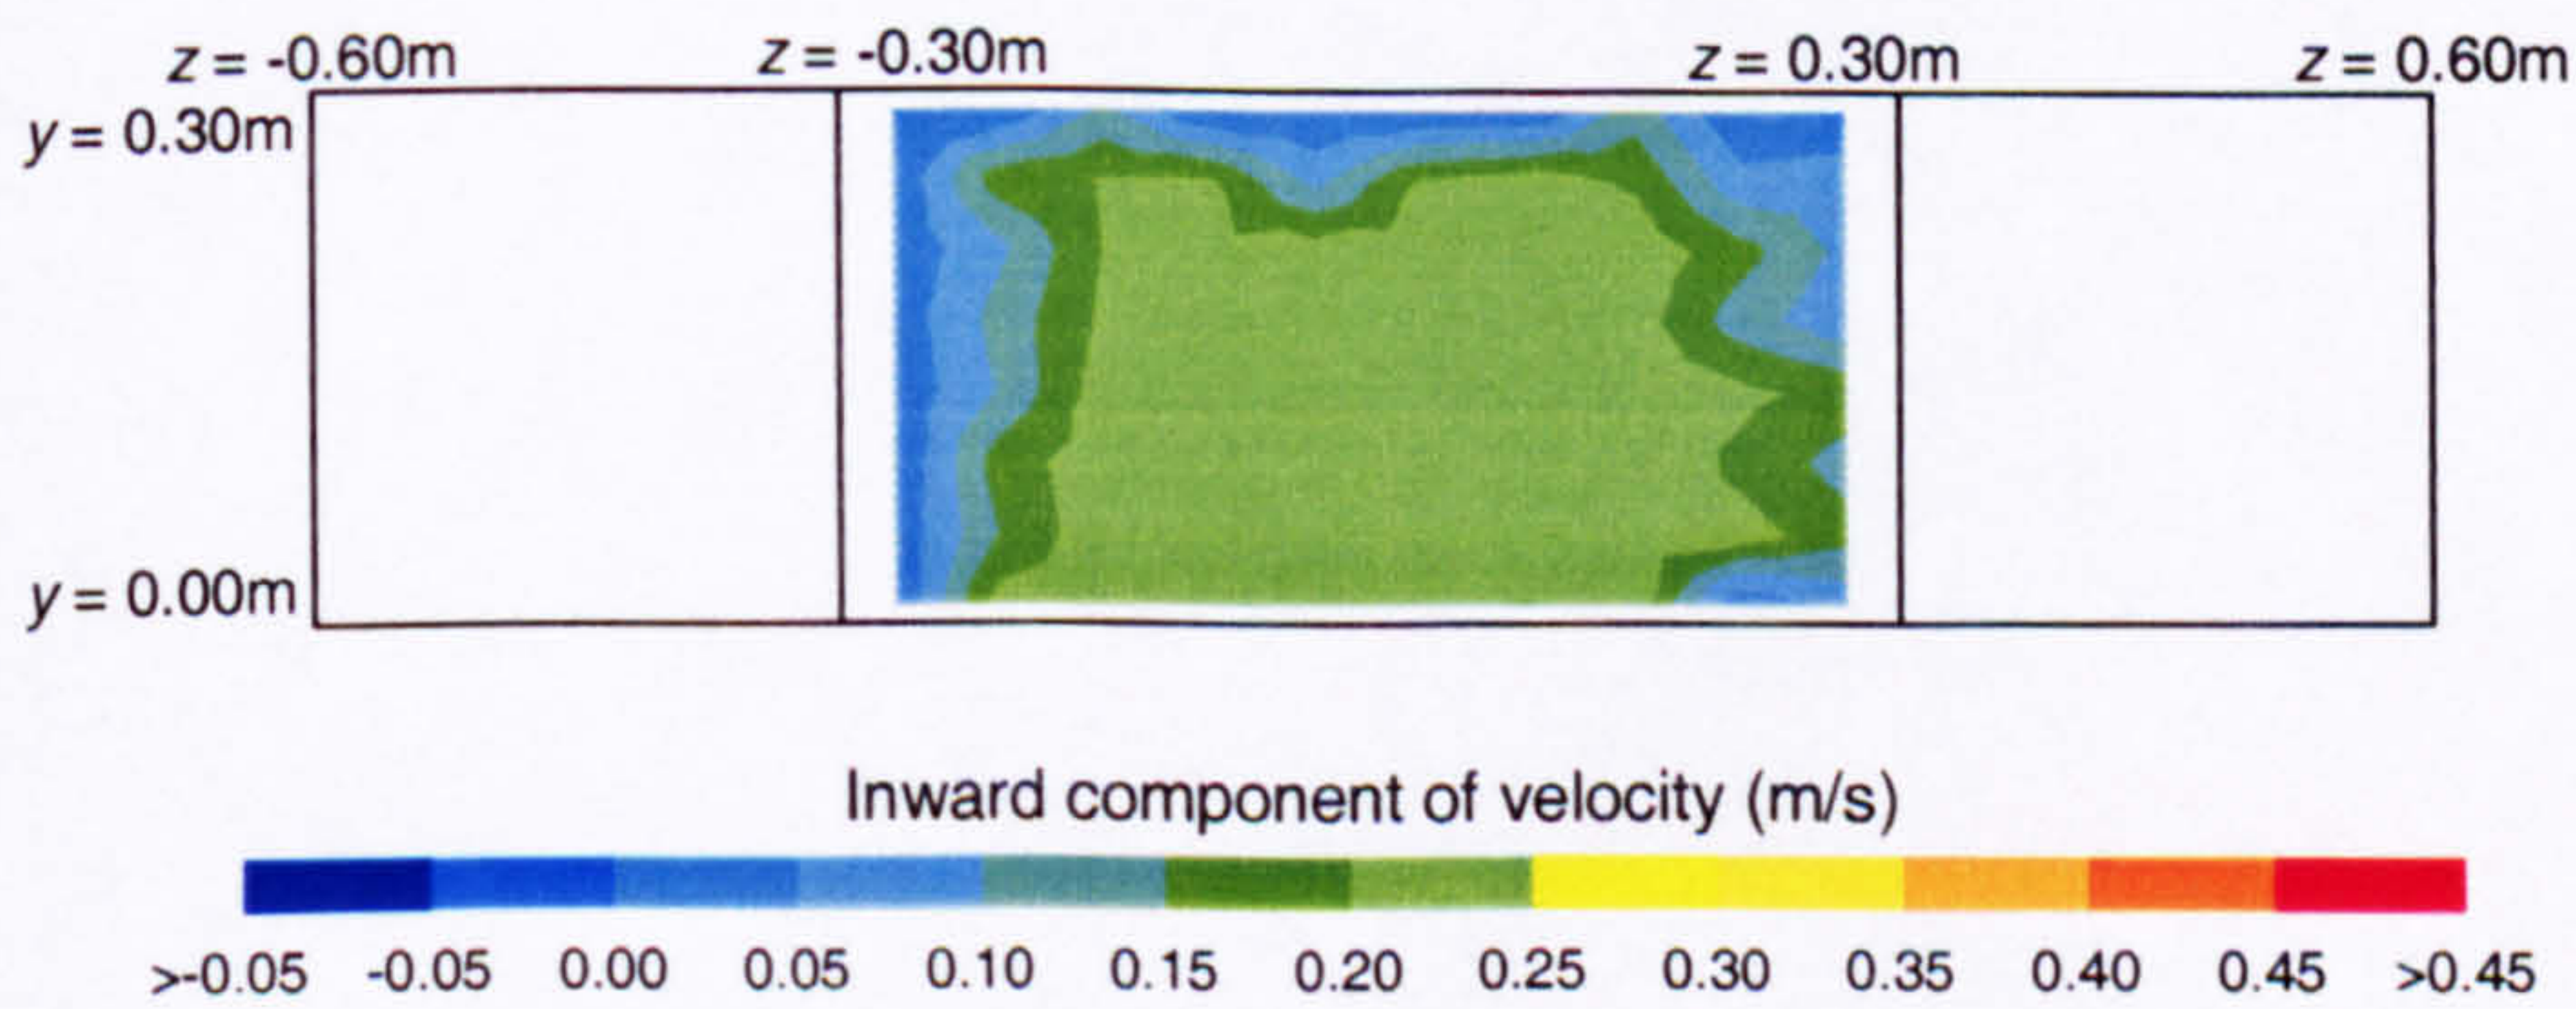 z = -0.60m z = -0.30m z = 0.30m z = 0.60m
y = 0.30m
y = 0.00m
Inward component of velocity (m/s)
>-0.05 -0.05 0.00 0.05 0.10 0.15 0.20 0.25 0.30 0.35 0.40 0.45 >0.45